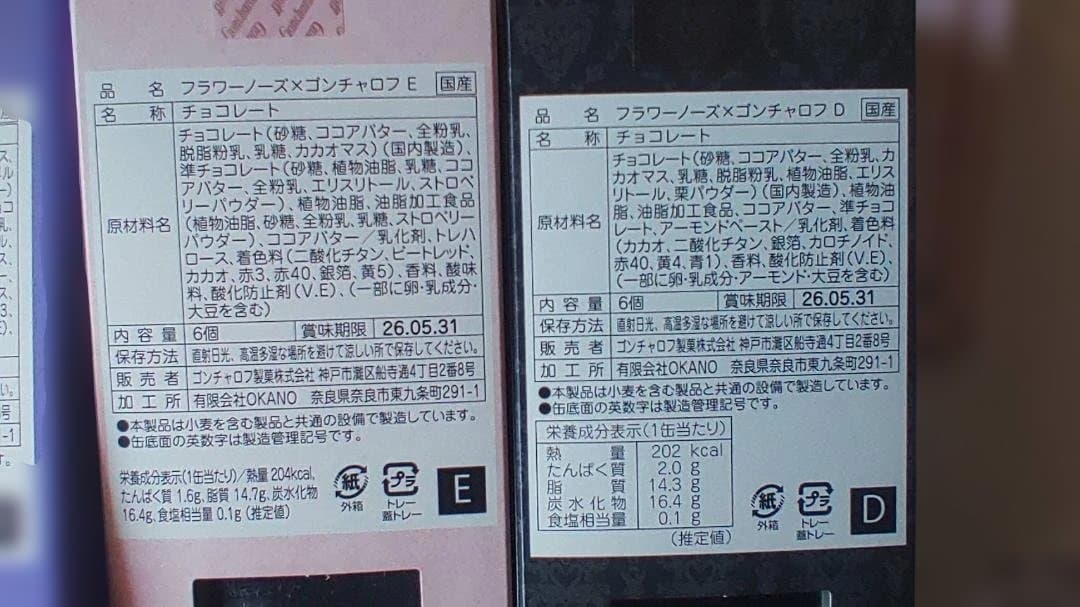 品名 フラワーノーズ×ゴンチャロフ E 国産
名称 チョコレート
原材料名
チョコレート(砂糖、ココアバター、全粉乳、
脱脂粉乳、乳糖、カカオマス)(国内製造)、
準チョコレート(砂糖、植物油脂、乳糖、ココ
アバター、全粉乳、エリスリトール、ストロベ
リーパウダー)、植物油脂、油脂加工食品
(植物油脂、砂糖、全粉乳、乳糖、ストロベリー
パウダー)、ココアバター/乳化剤、トレハ
ロース、着色料(二酸化チタン、ビートレッド、
カカオ、赤3、赤40、銀箔、黄5)、香料、酸味
料、酸化防止剤(V.E)、(一部に卵・乳成分・
大豆を含む)
内容量 6個 賞味期限 26.05.31
保存方法 直射日光、高温多湿な場所を避けて涼しい所で保存してください。
販売者 ゴンチャロフ製菓株式会社 神戸市灘区船寺通4丁目2番8号
加工所 有限会社OKANO 奈良県奈良市東九条町291-1
●本製品は小麦を含む製品と共通の設備で製造しています。
●缶底面の英数字は製造管理記号です。
栄養成分表示(1缶当たり)/熱量 204kcal、
たんぱく質 1.6g、脂質 14.7g、炭水化物
16.4g、食塩相当量 0.1g (推定値)
紙
外箱
プラ
トレー
蓋トレー
E
品名 フラワーノーズ×ゴンチャロフ D 国産
名称 チョコレート
原材料名
チョコレート(砂糖、ココアバター、全粉乳、カ
カオマス、乳糖、脱脂粉乳、植物油脂、エリス
リトール、栗パウダー)(国内製造)、植物油
脂、油脂加工食品、ココアバター、準チョコ
レート、アーモンドペースト/乳化剤、着色料
(カカオ、二酸化チタン、銀箔、カロチノイド、
赤40、黄4、青1)、香料、酸化防止剤(V.E)、
(一部に卵・乳成分・アーモンド・大豆を含む)
内容量 6個 賞味期限 26.05.31
保存方法 直射日光、高温多湿な場所を避けて涼しい所で保存してください。
販売者 ゴンチャロフ製菓株式会社 神戸市灘区船寺通4丁目2番8号
加工所 有限会社OKANO 奈良県奈良市東九条町291-1
●本製品は小麦を含む製品と共通の設備で製造しています。
●缶底面の英数字は製造管理記号です。
栄養成分表示(1缶当たり)
熱量 202 kcal
たんぱく質 2.0 g
脂質 14.3 g
炭水化物 16.4 g
食塩相当量 0.1 g
(推定値)
紙
外箱
プラ
トレー
蓋トレー
D